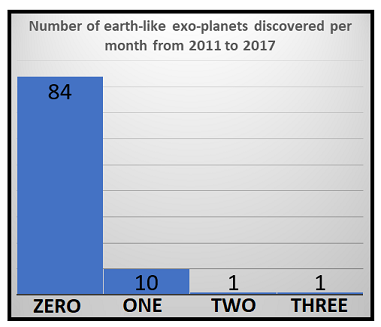 Number of earth-like exo-planets discovered per
month from 2011 to 2017
84
10
1
1
ZERO ONE TWO THREE